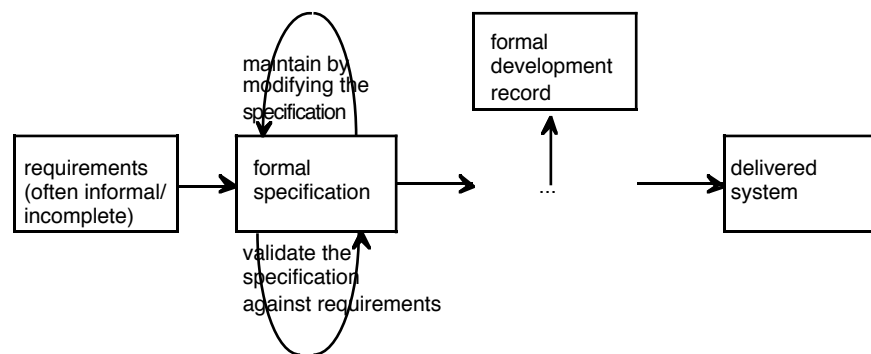 maintain by
modifying the
specification
formal
development
record
requirements
(often informal/
incomplete)
formal
specification
...
delivered
system
validate the
specification
against requirements